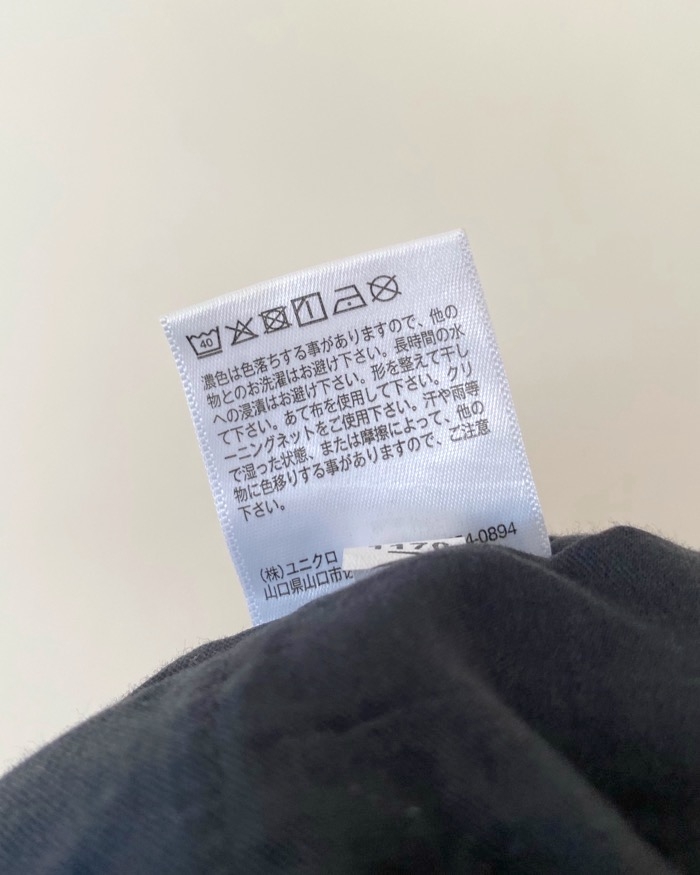 40
濃色は色落ちする事がありますので、他の
物とのお洗濯はお避け下さい。長時間の水
への浸漬はお避け下さい。形を整えて干し
て下さい。あて布を使用して下さい。クリ
ーニングネットをご使用下さい。汗や雨等
で湿った状態、または摩擦によって、他の
物に色移りする事がありますので、ご注意
下さい。
(株)ユニクロ 4-0894
山口県山口市